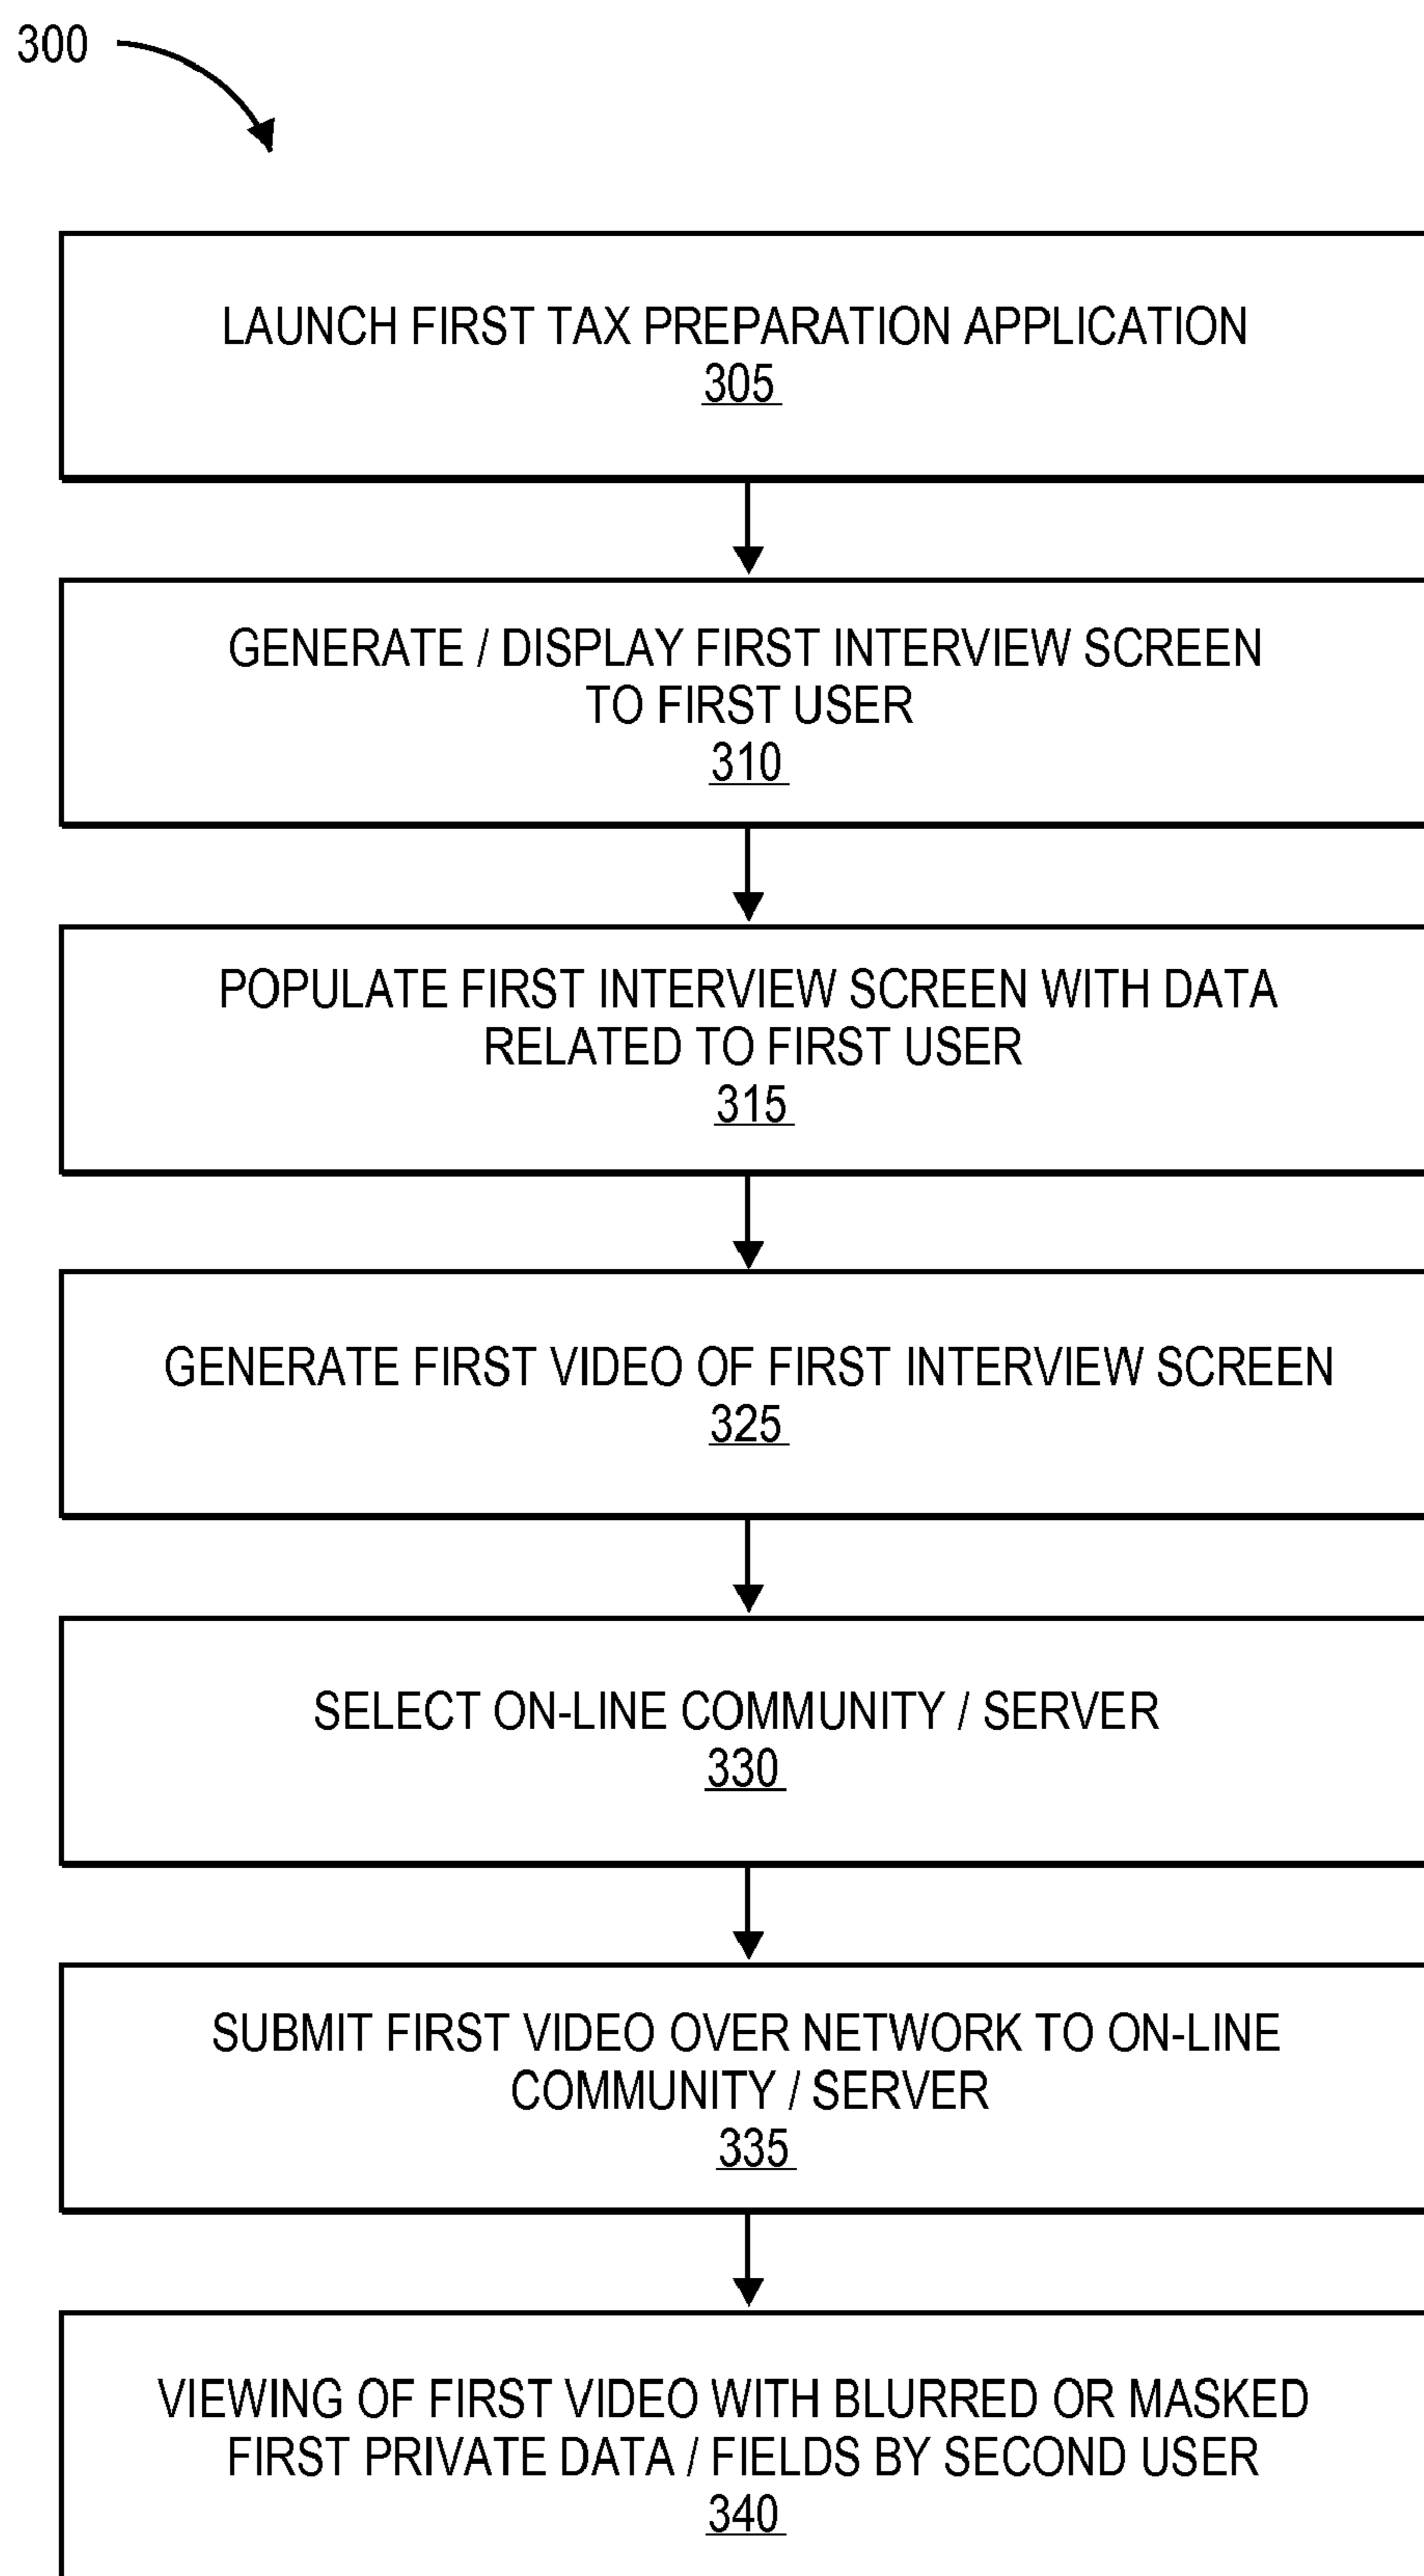 300
LAUNCH FIRST TAX PREPARATION APPLICATION
305
GENERATE / DISPLAY FIRST INTERVIEW SCREEN
TO FIRST USER
310
POPULATE FIRST INTERVIEW SCREEN WITH DATA
RELATED TO FIRST USER
315
GENERATE FIRST VIDEO OF FIRST INTERVIEW SCREEN
325
SELECT ON-LINE COMMUNITY / SERVER
330
SUBMIT FIRST VIDEO OVER NETWORK TO ON-LINE
COMMUNITY / SERVER
335
VIEWING OF FIRST VIDEO WITH BLURRED OR MASKED
FIRST PRIVATE DATA / FIELDS BY SECOND USER
340